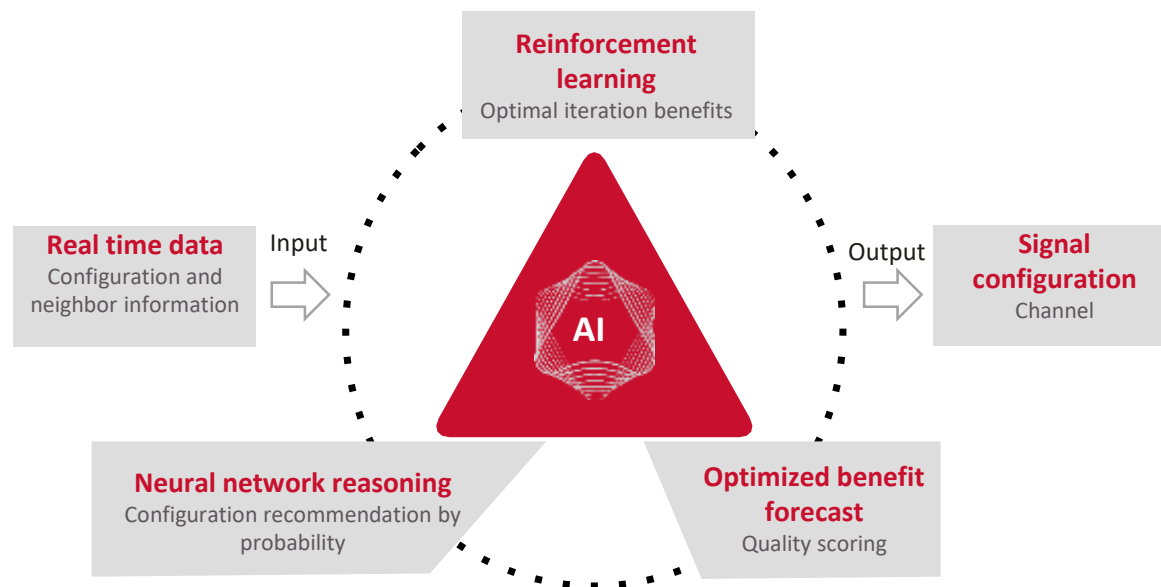 Reinforcement
learning
Optimal iteration benefits
Real time data
Configuration and
neighbor information
Input
AI
Output
Signal
configuration
Channel
Neural network reasoning
Configuration recommendation by
probability
Optimized benefit
forecast
Quality scoring